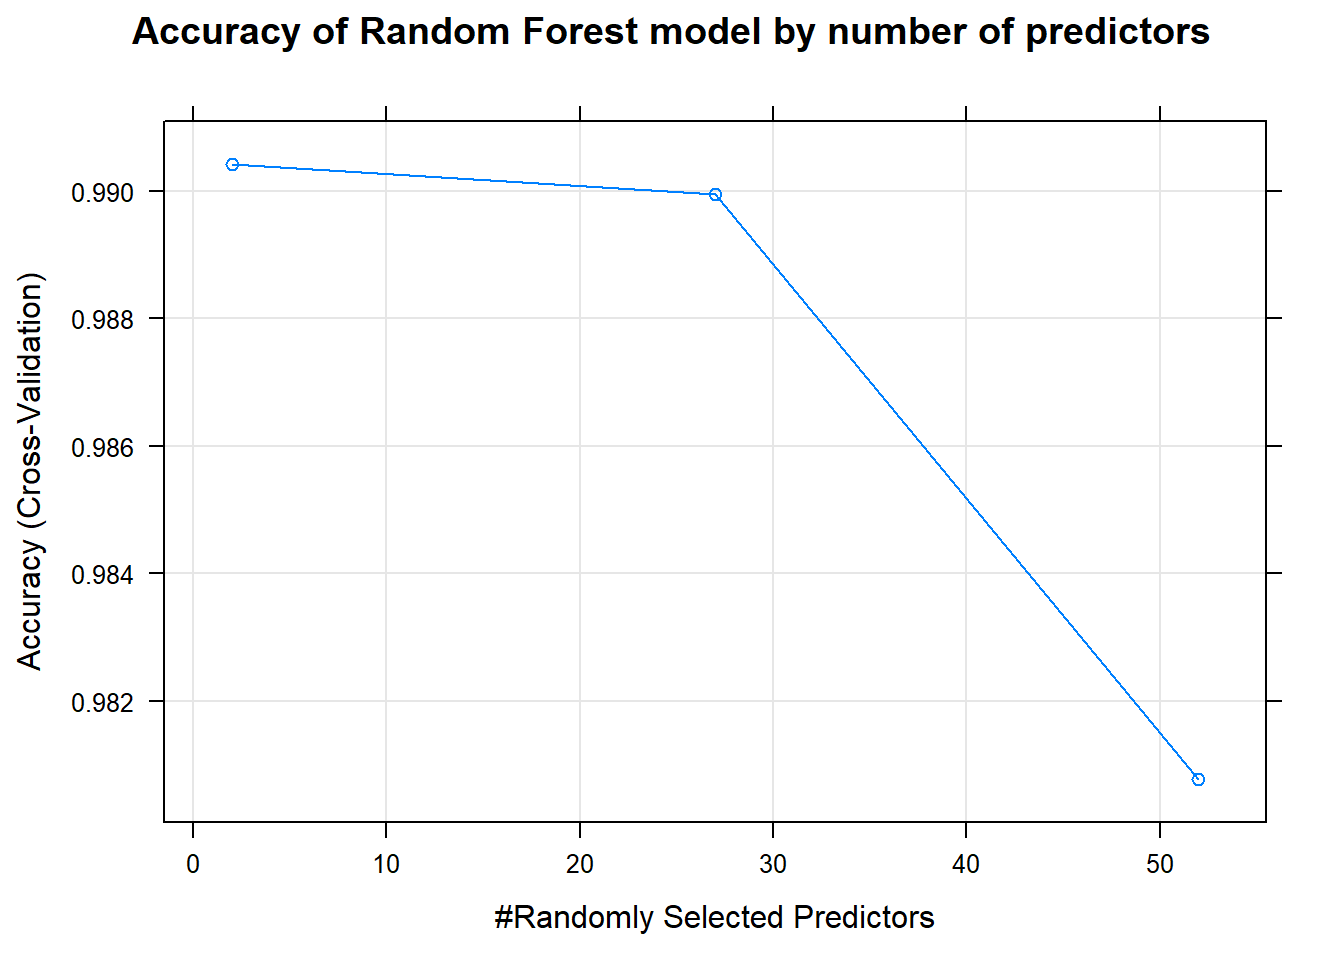 Accuracy of Random Forest model by number of predictors
0.990
0.988
0.986
0.984
0.982
Accuracy (Cross-Validation)
0 10 20 30 40 50
#Randomly Selected Predictors